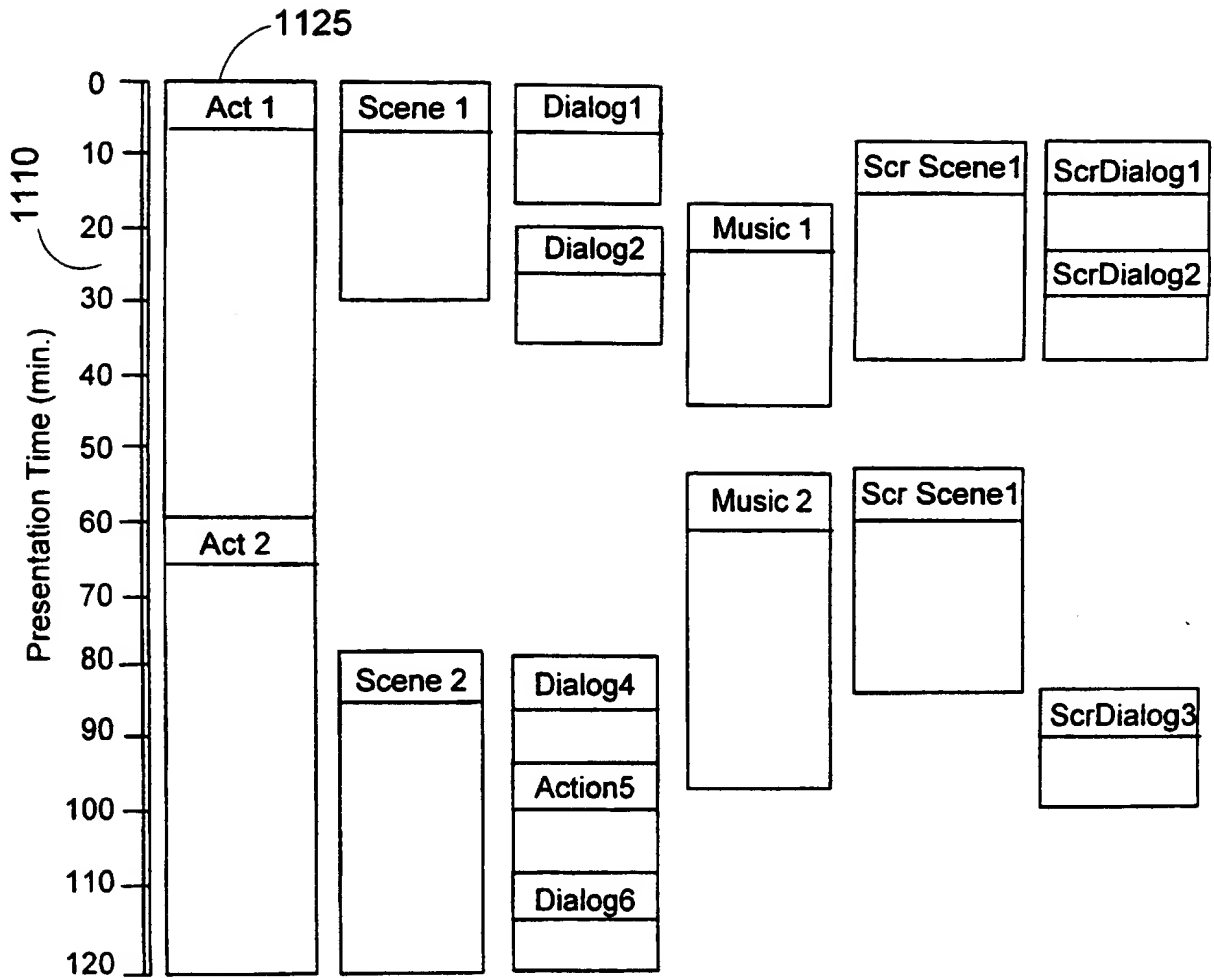 1125
0
Act 1
Scene 1
Dialog1
10
Scr Scene1
ScrDialog1
1110
20
Music 1
Dialog2
ScrDialog2
30
Presentation Time (min.)
40
50
Music 2
Scr Scene1
60
Act 2
70
80
Scene 2
Dialog4
ScrDialog3
90
Action5
100
110
Dialog6
120